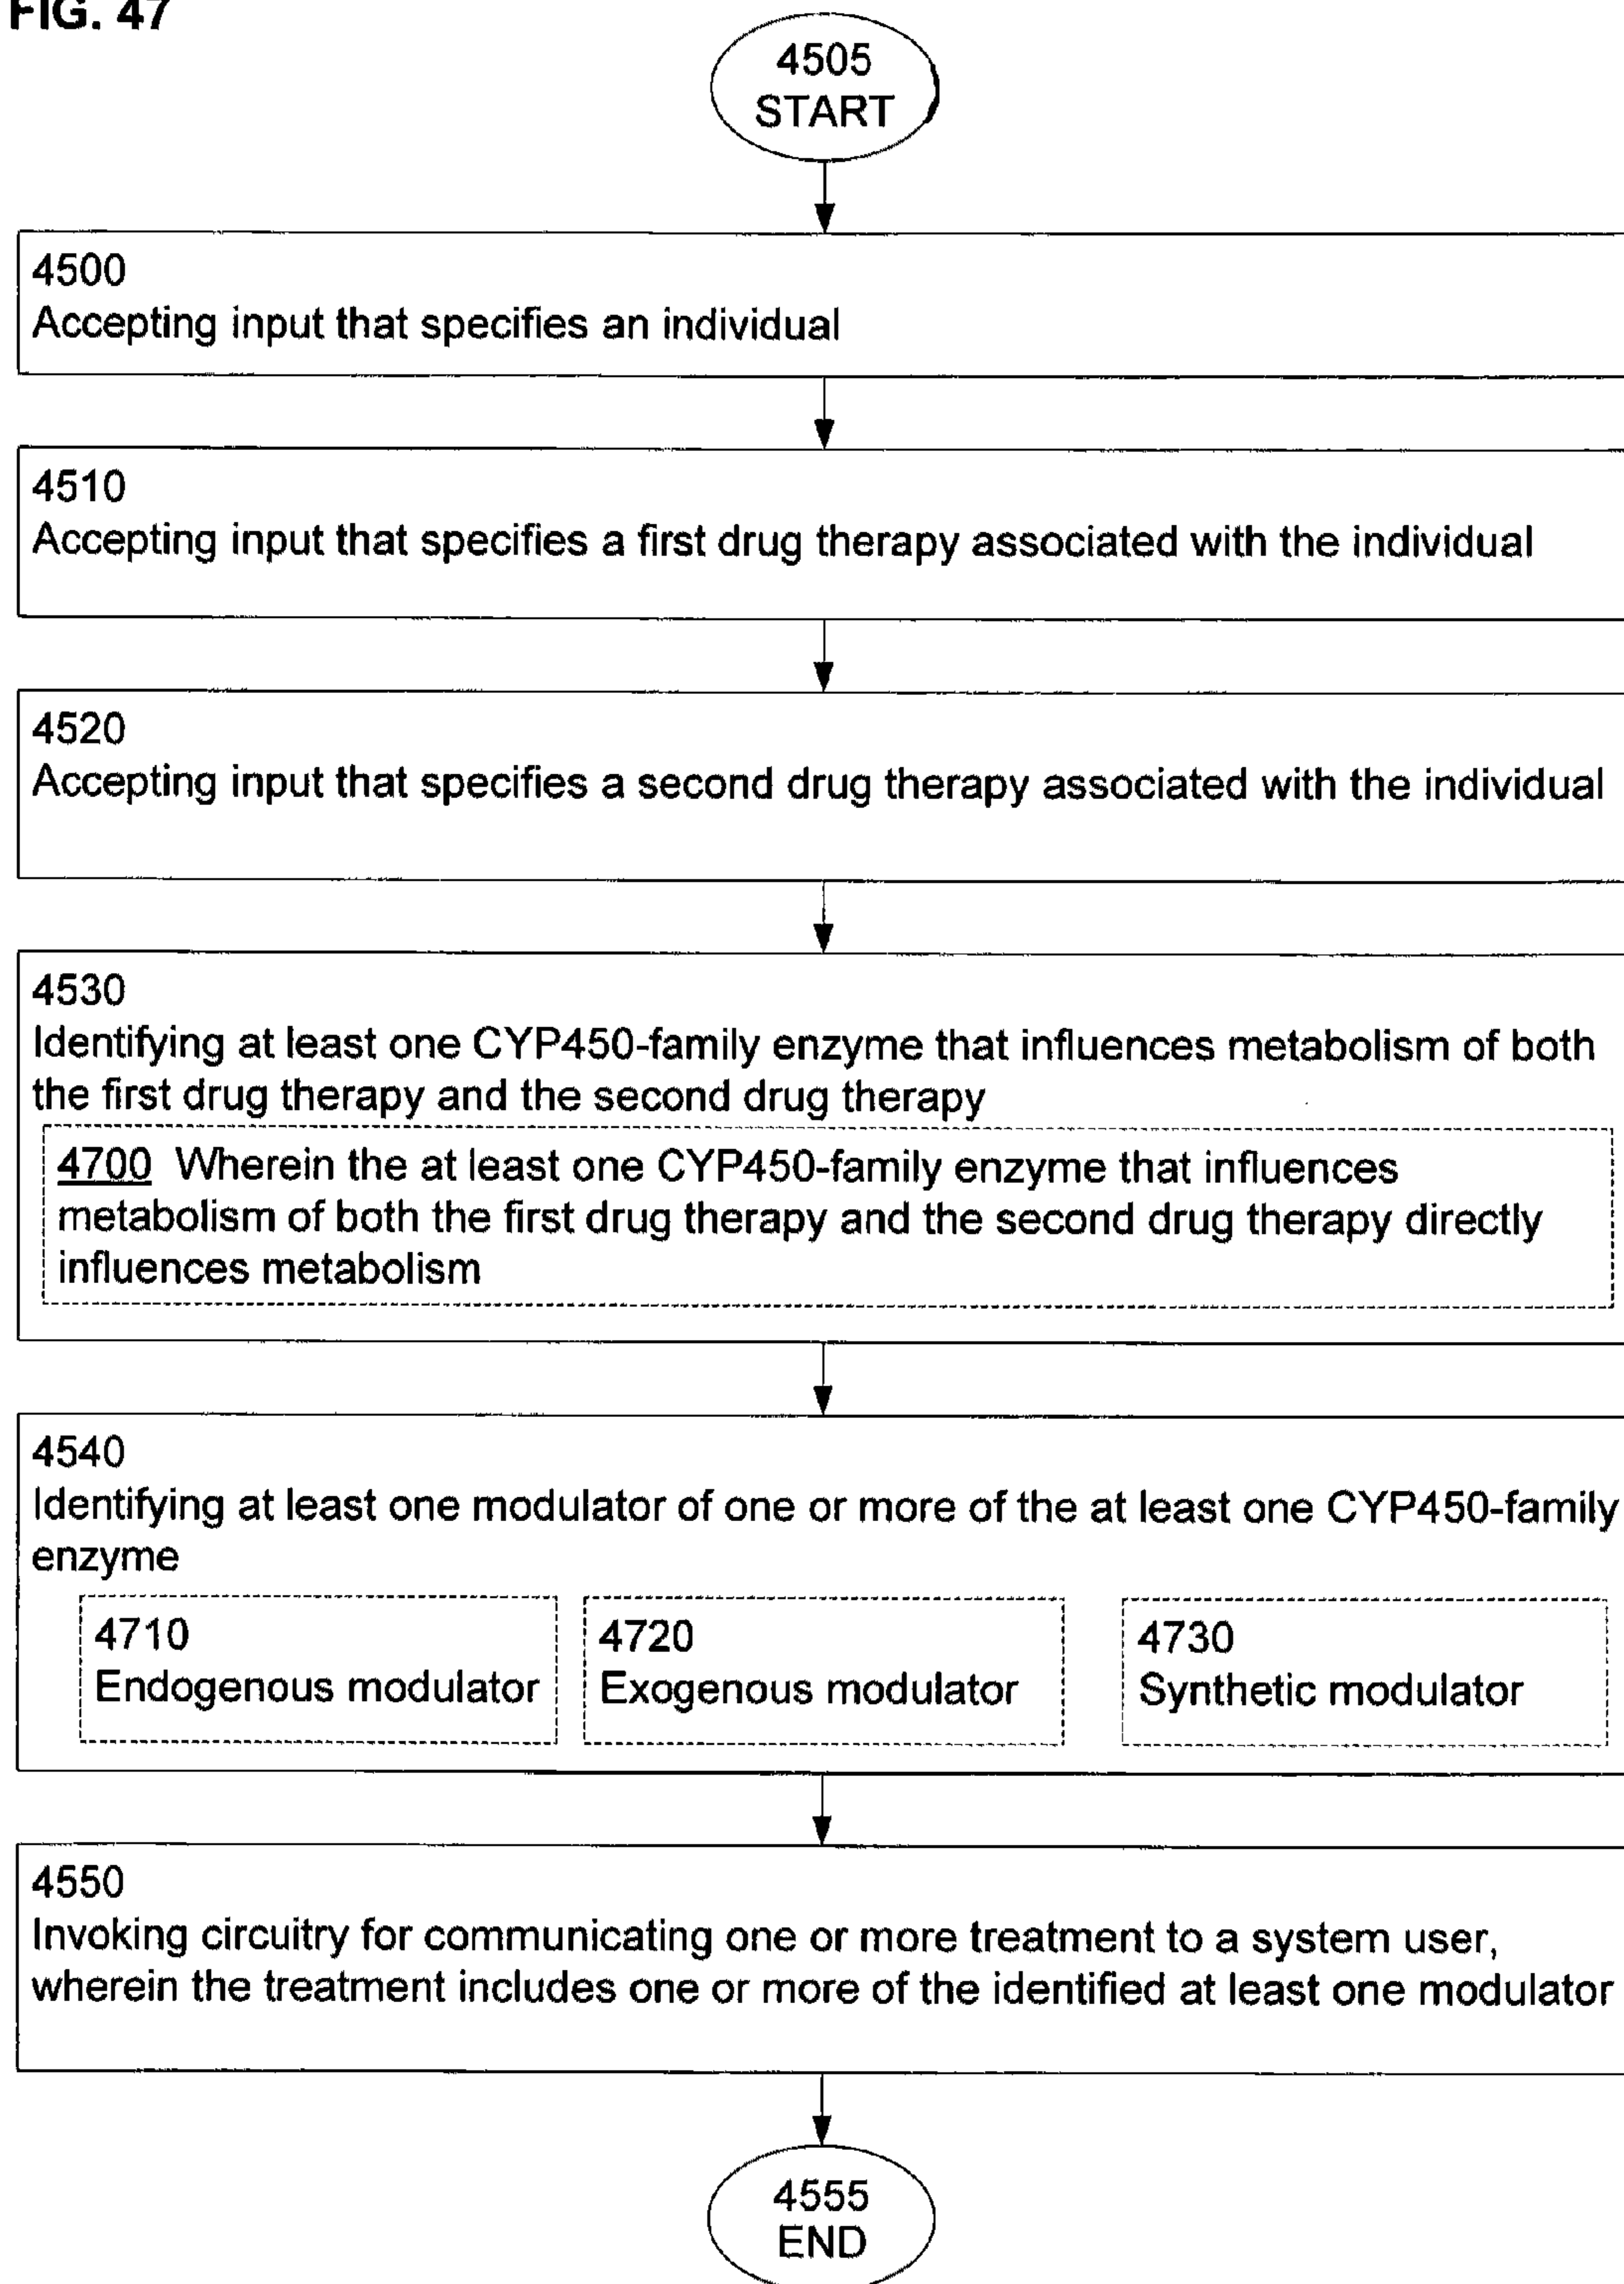 FIG. 47
4505
START
4500
Accepting input that specifies an individual
4510
Accepting input that specifies a first drug therapy associated with the individual
4520
Accepting input that specifies a second drug therapy associated with the individual
4530
Identifying at least one CYP450-family enzyme that influences metabolism of both
the first drug therapy and the second drug therapy
4700 Wherein the at least one CYP450-family enzyme that influences
metabolism of both the first drug therapy and the second drug therapy directly
influences metabolism
4540
Identifying at least one modulator of one or more of the at least one CYP450-family
enzyme
4710
Endogenous modulator
4720
Exogenous modulator
4730
Synthetic modulator
4550
Invoking circuitry for communicating one or more treatment to a system user,
wherein the treatment includes one or more of the identified at least one modulator
4555
END